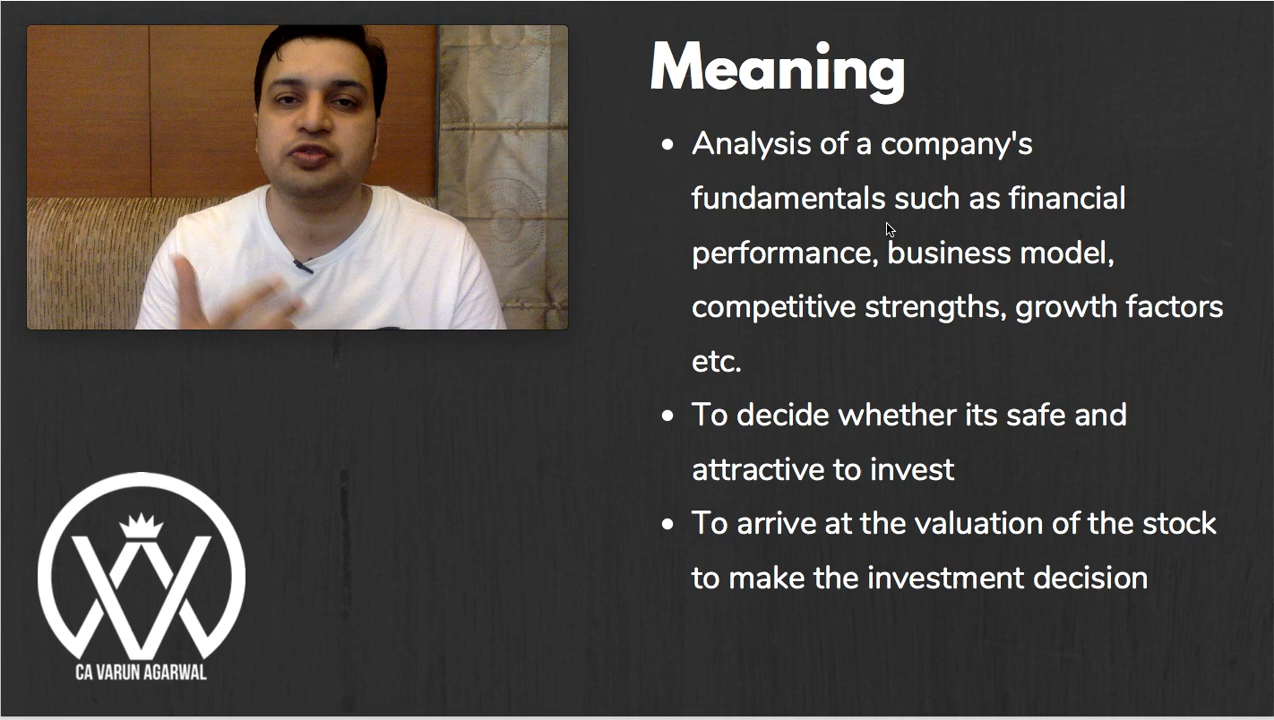 Meaning
• Analysis of a company's
fundamentals such as financial
performance, business model,
competitive strengths, growth factors
etc.
• To decide whether its safe and
attractive to invest
• To arrive at the valuation of the stock
to make the investment decision
CA VARUN AGARWAL